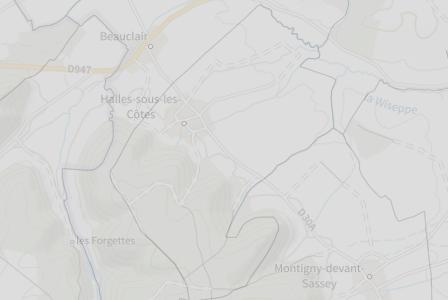 Beauclair
D947
Halles-sous-les-
Côtes
la Wiseppe
D30A
les Forgettes
Montigny-devant-
Sassey